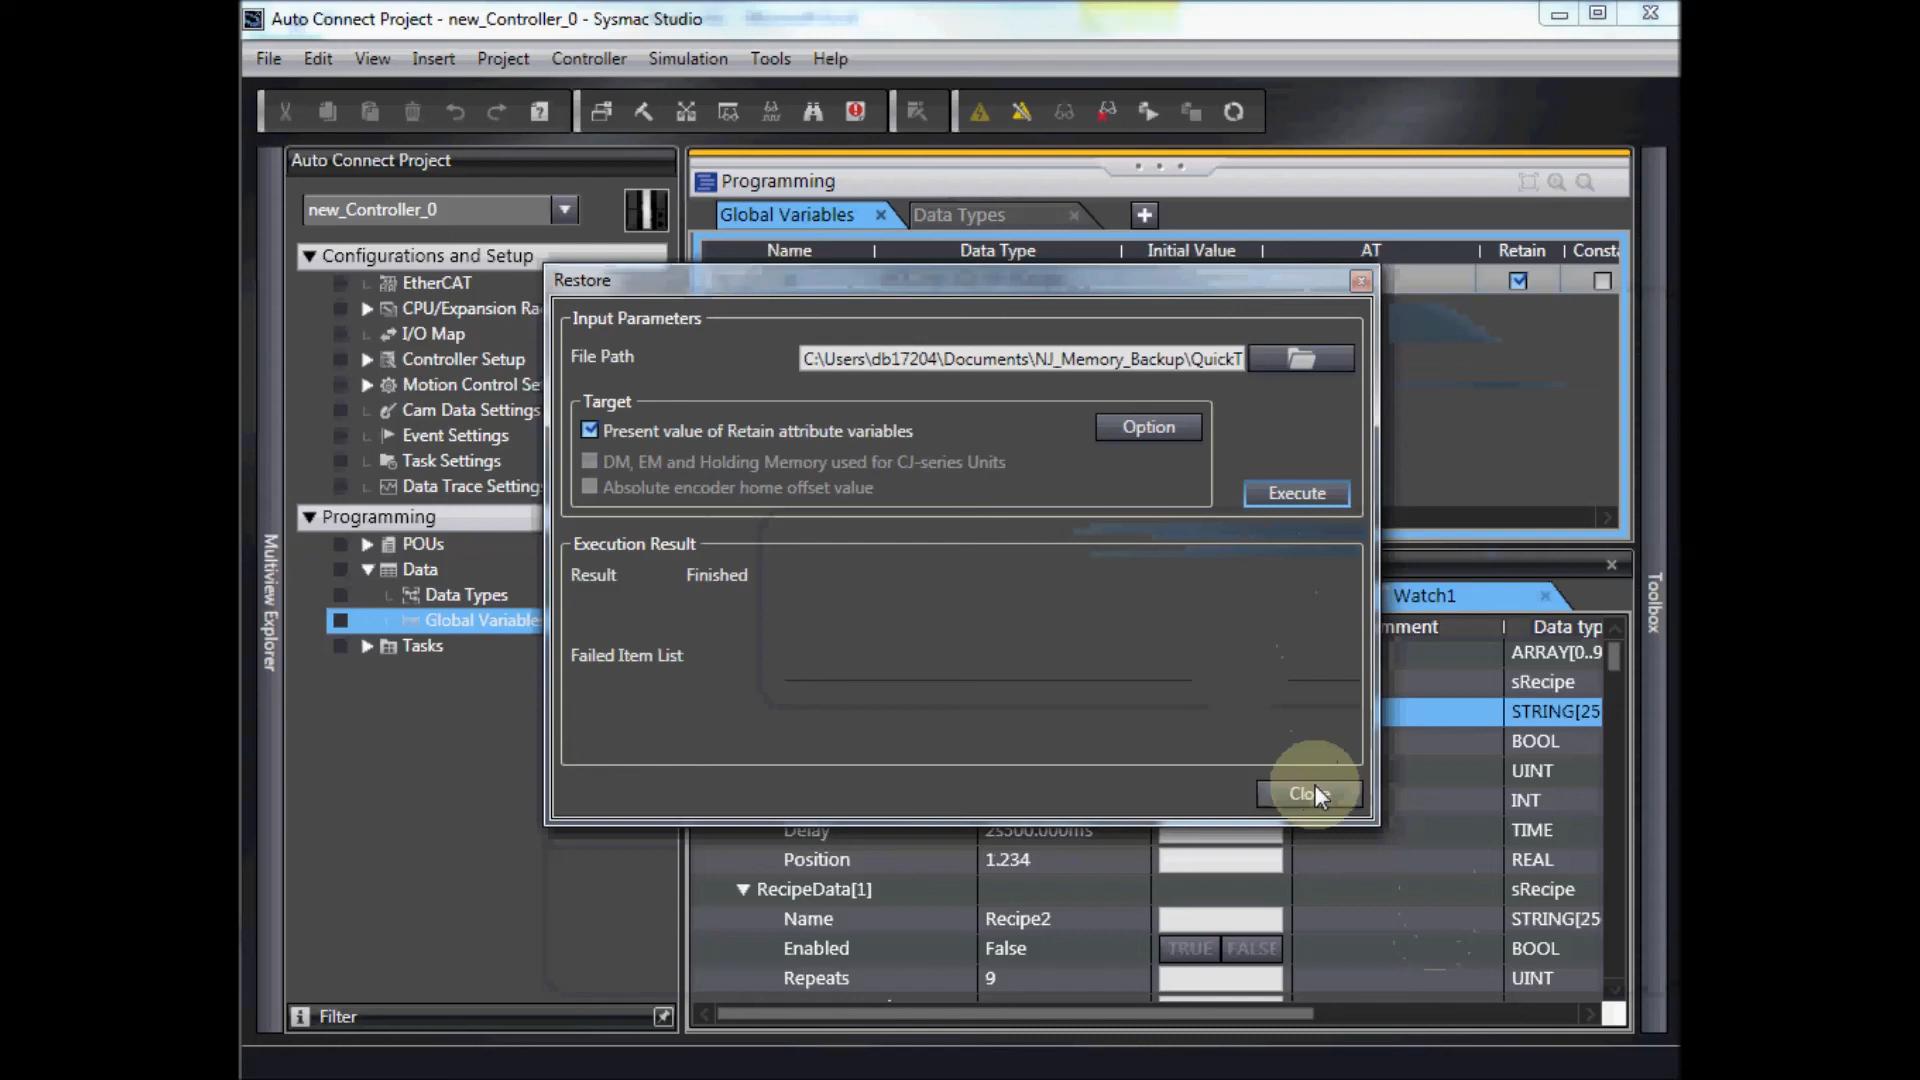 Auto Connect Project - new_Controller_0 - Sysmac Studio
File Edit View Insert Project Controller Simulation Tools Help
Auto Connect Project
new_Controller_0
Configurations and Setup
EtherCAT
CPU/Expansion Ra
I/O Map
Controller Setup
Motion Control Se
Cam Data Settings
Event Settings
Task Settings
Data Trace Setting
Programming
POUs
Data
Data Types
Global Variable
Tasks
Filter
Multiview Explorer
Programming
Global Variables
Data Types
Name Data Type Initial Value AT Retain Consta
Restore
Input Parameters
File Path C:\Users\db17204\Documents\NJ_Memory_Backup\QuickT
Target
Present value of Retain attribute variables
Option
DM, EM and Holding Memory used for CJ-series Units
Absolute encoder home offset value
Execute
Execution Result
Result Finished
Failed Item List
Watch1
mment Data typ
ARRAY[0..9
sRecipe
STRING[25
BOOL
UINT
INT
Delay 2s500.000ms TIME
Position 1.234 REAL
RecipeData[1] sRecipe
Name Recipe2 STRING[25
Enabled False TRUE FALSE BOOL
Repeats 9 UINT
Toolbox